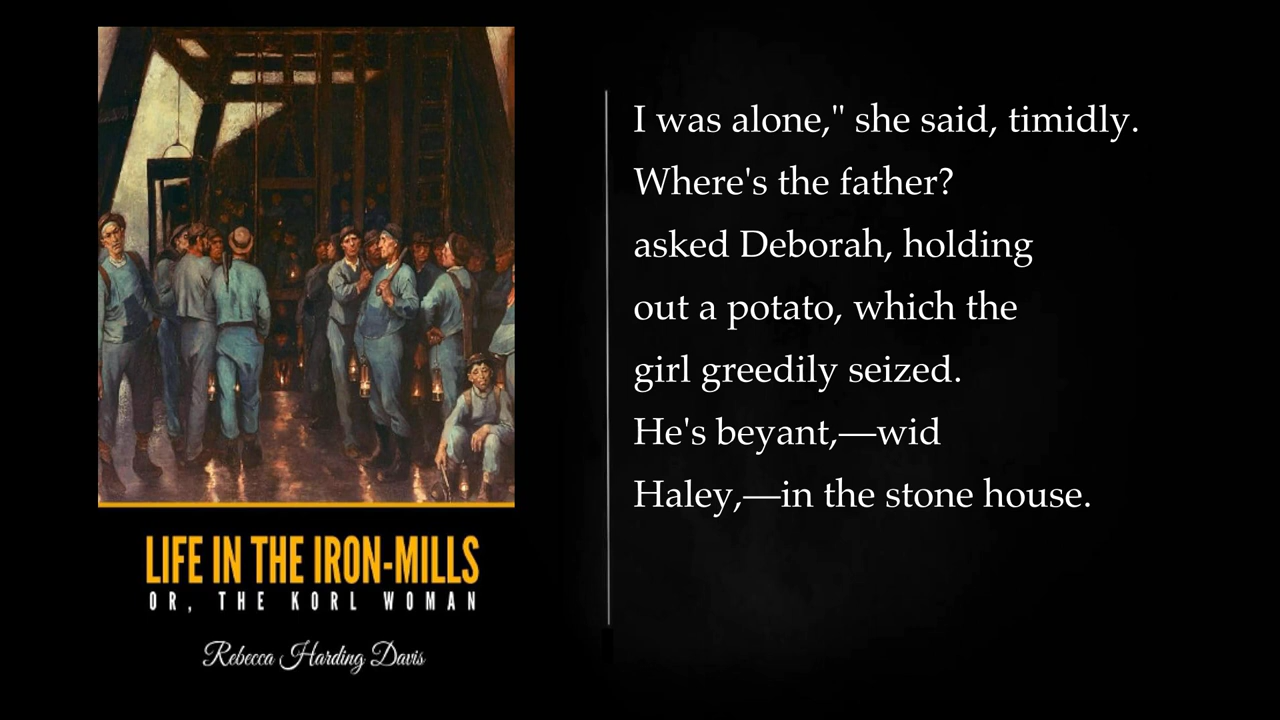 I was alone," she said, timidly.
Where's the father?
asked Deborah, holding
out a potato, which the
girl greedily seized.
He's beyant,—wid
Haley,—in the stone house.
LIFE IN THE IRON-MILLS
OR, THE KORL WOMAN
Rebecca Harding Davis